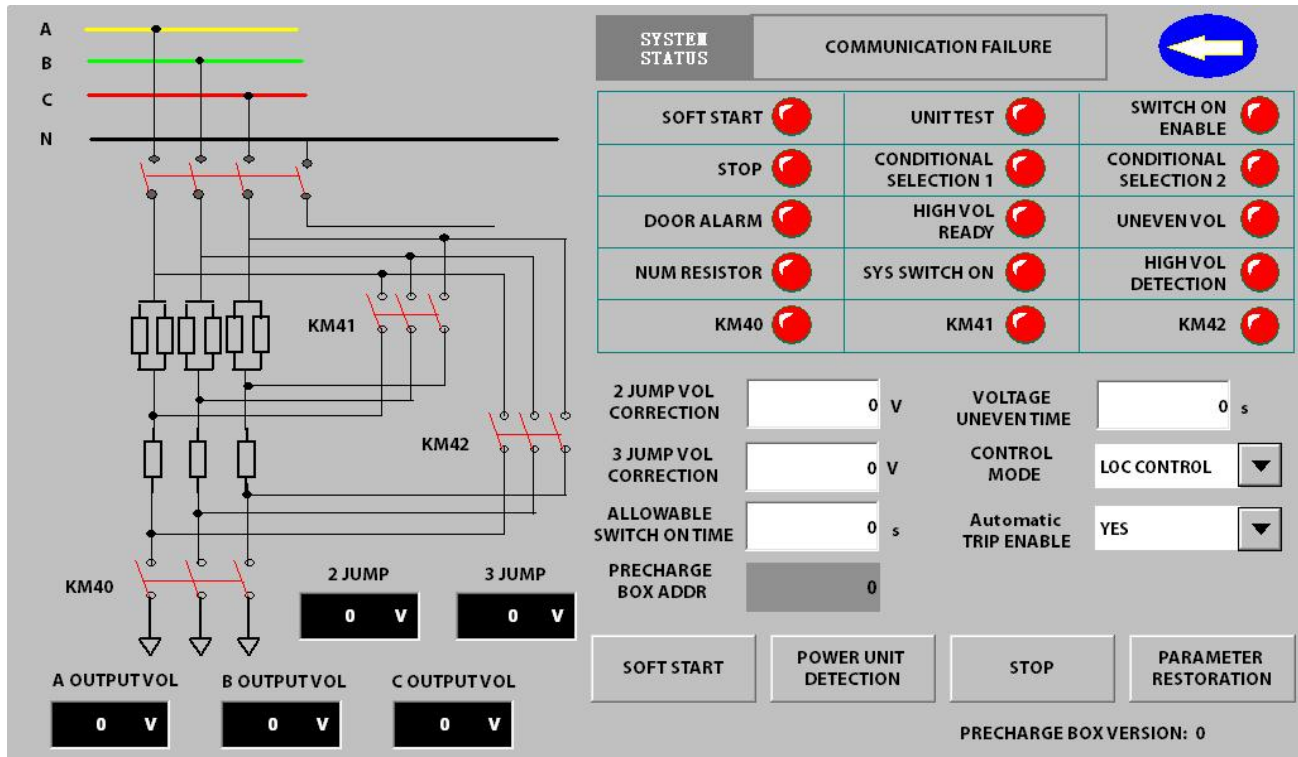 A
B
C
N
KM41
KM42
KM40
2 JUMP
3 JUMP
0 V
0 V
A OUTPUT VOL
B OUTPUT VOL
C OUTPUT VOL
0 V
0 V
0 V
SYSTEM
STATUS
COMMUNICATION FAILURE
SOFT START
UNIT TEST
SWITCH ON
ENABLE
STOP
CONDITIONAL
SELECTION 1
CONDITIONAL
SELECTION 2
DOOR ALARM
HIGH VOL
READY
UNEVEN VOL
NUM RESISTOR
SYS SWITCH ON
HIGH VOL
DETECTION
KM40
KM41
KM42
2 JUMP VOL
CORRECTION
0 V
VOLTAGE
UNEVEN TIME
0 s
3 JUMP VOL
CORRECTION
0 V
CONTROL
MODE
LOC CONTROL
ALLOWABLE
SWITCH ON TIME
0 s
Automatic
TRIP ENABLE
YES
PRECHARGE
BOX ADDR
0
SOFT START
POWER UNIT
DETECTION
STOP
PARAMETER
RESTORATION
PRECHARGE BOX VERSION: 0